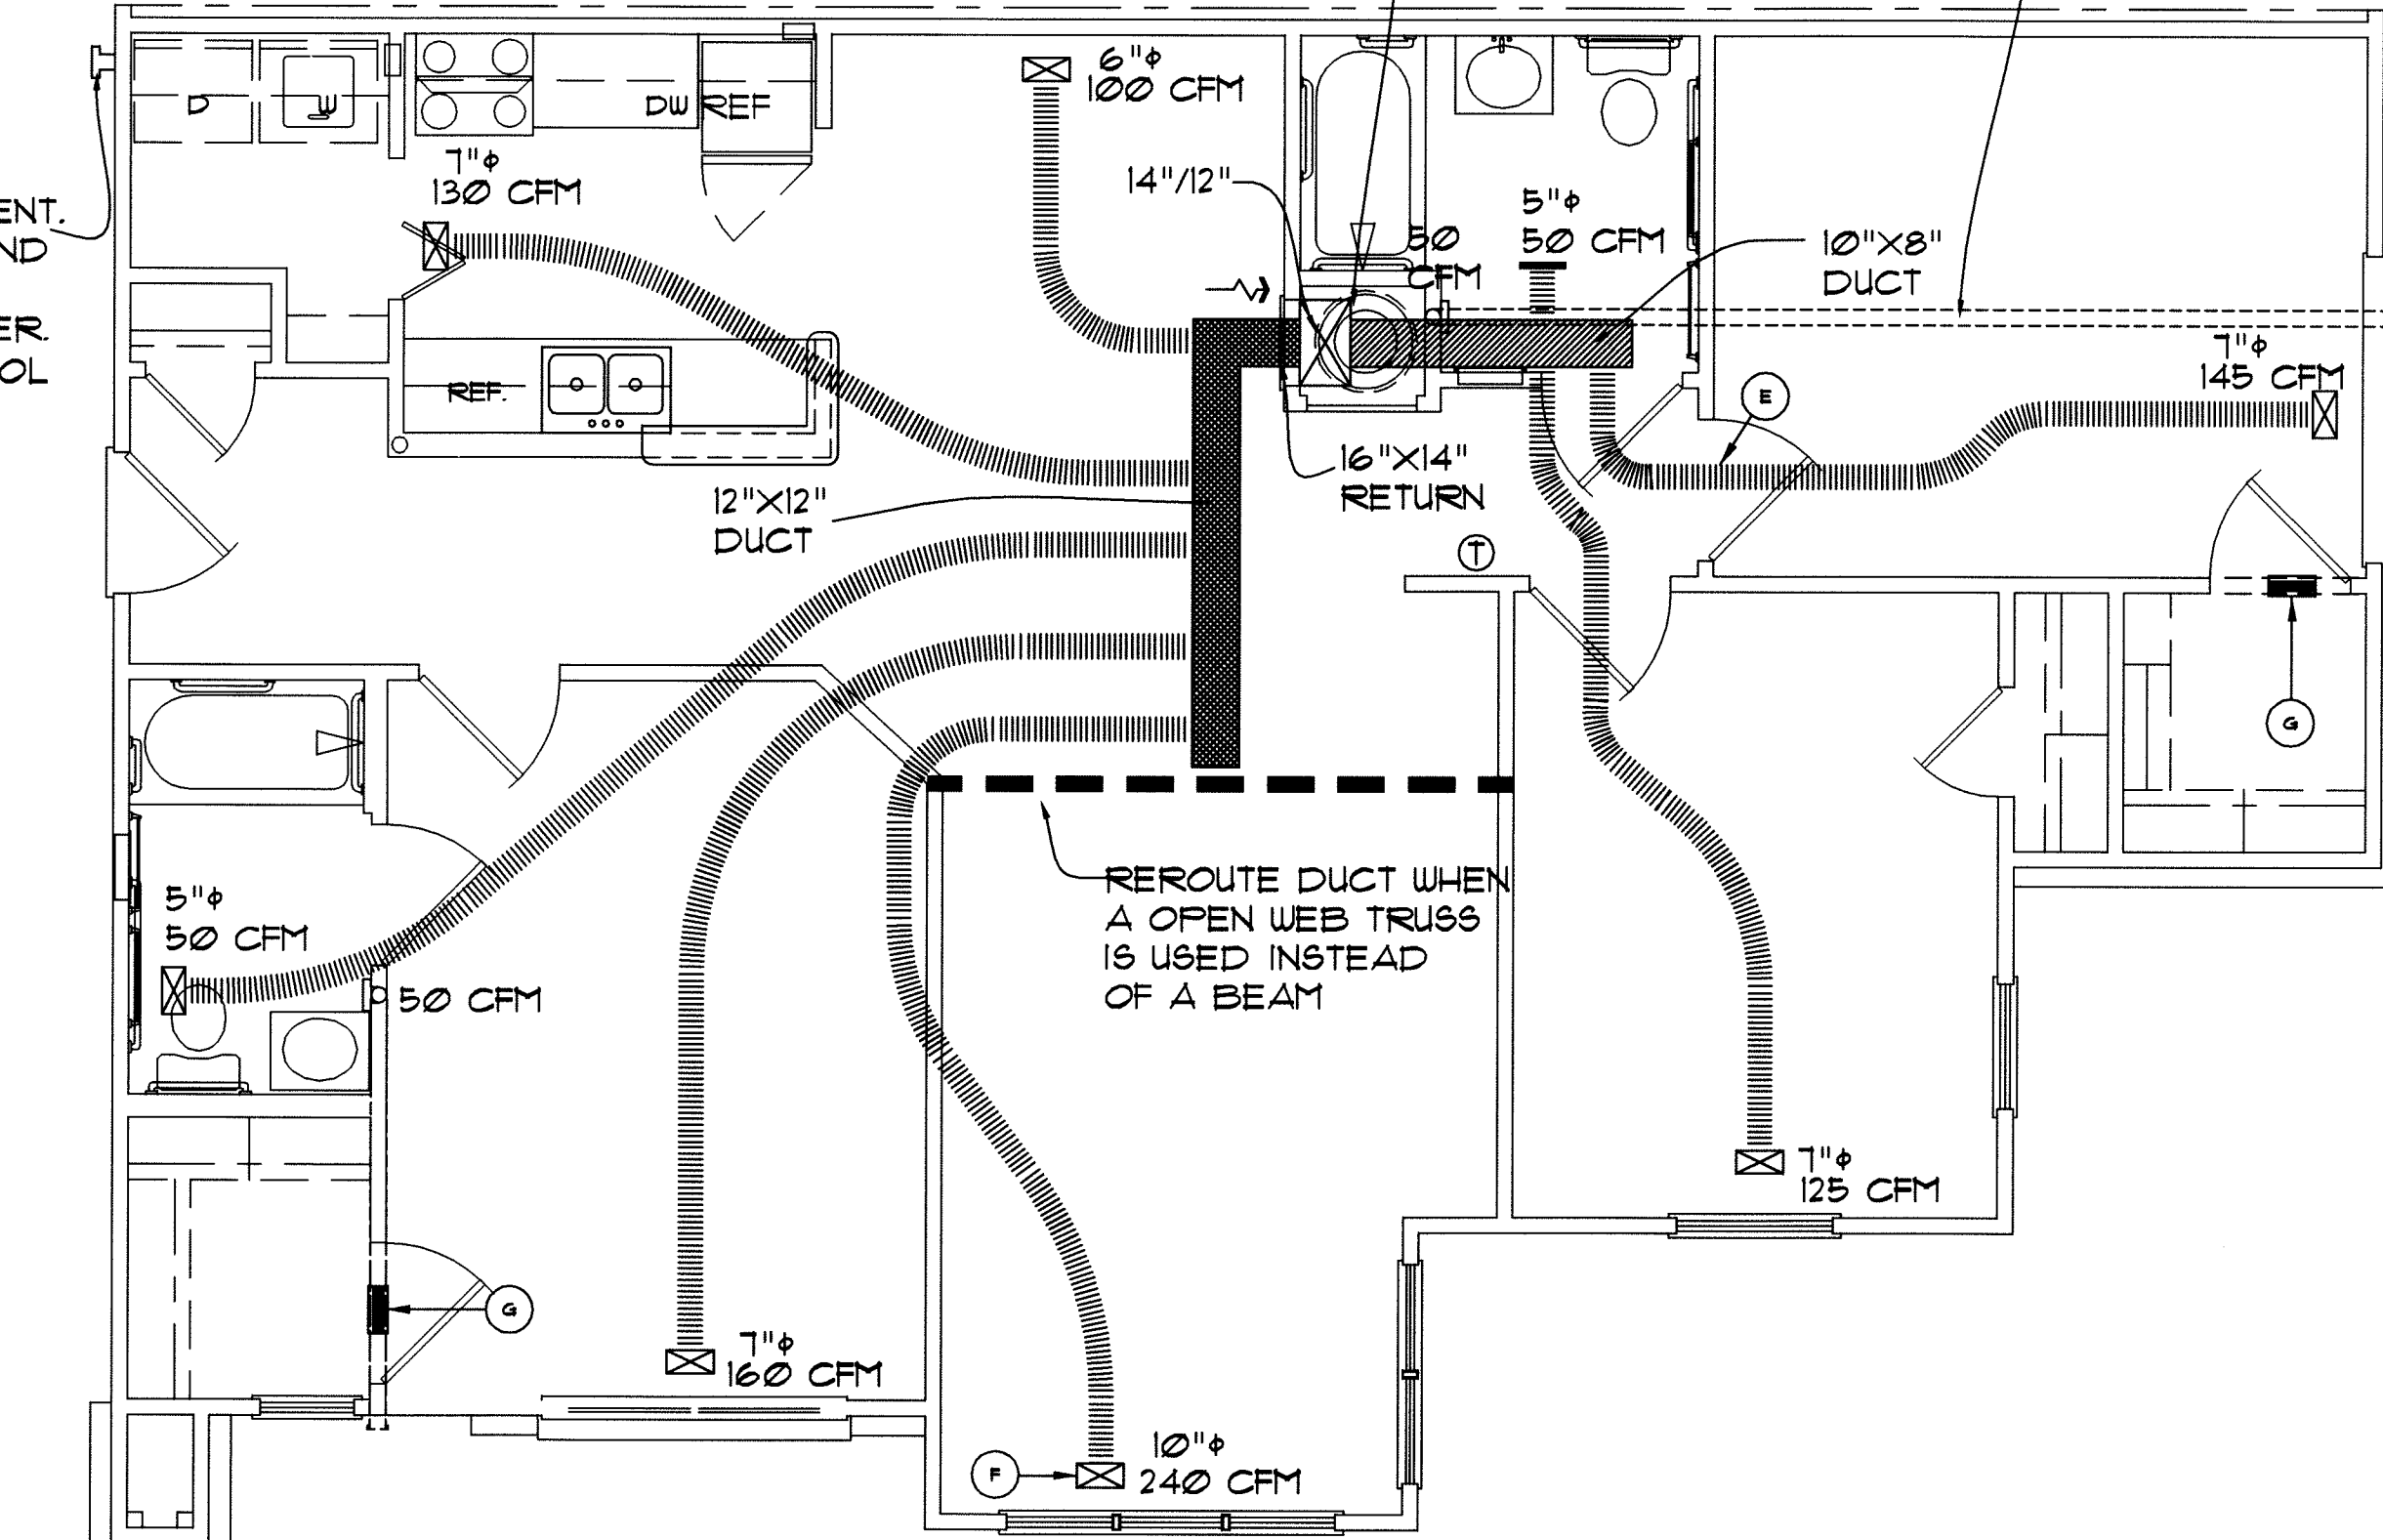 6"φ
100 CFM
D
W
DW REF
7"φ
130 CFM
14"/12"
5"φ
50 CFM
50
CFM
10"X8"
DUCT
ENT.
ND
ER.
OL
REF.
7"φ
145 CFM
E
16"X14"
RETURN
12"X12"
DUCT
T
G
REROUTE DUCT WHEN
A OPEN WEB TRUSS
IS USED INSTEAD
OF A BEAM
5"φ
50 CFM
50 CFM
7"φ
125 CFM
G
7"φ
160 CFM
F
10"φ
240 CFM